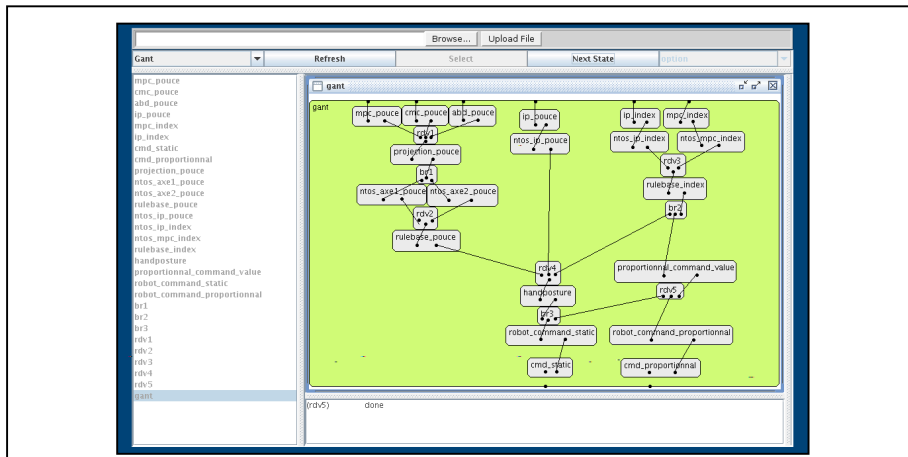 Browse... Upload File
Gant Refresh Select Next State option
mpc_pouce
cmc_pouce
abd_pouce
ip_pouce
mpc_index
ip_index
cmd_static
cmd_proportionnal
projection_pouce
ntos_axe1_pouce
ntos_axe2_pouce
rulebase_pouce
ntos_ip_pouce
ntos_ip_index
ntos_mpc_index
rulebase_index
handposture
proportionnal_command_value
robot_command_static
robot_command_proportionnal
br1
br2
br3
rdv1
rdv2
rdv3
rdv4
rdv5
gant
gant
gant
mpc_pouce cmc_pouce abd_pouce ip_pouce ip_index mpc_index
rdv1 ntos_ip_pouce ntos_ip_index ntos_mpc_index
projection_pouce rdv3
br1 rulebase_index
ntos_axe1_pouce ntos_axe2_pouce br2
rdv2
rulebase_pouce
rdv4 proportionnal_command_value
handposture rdv5
br3
robot_command_static robot_command_proportionnal
cmd_static cmd_proportionnal
(rdv5) done